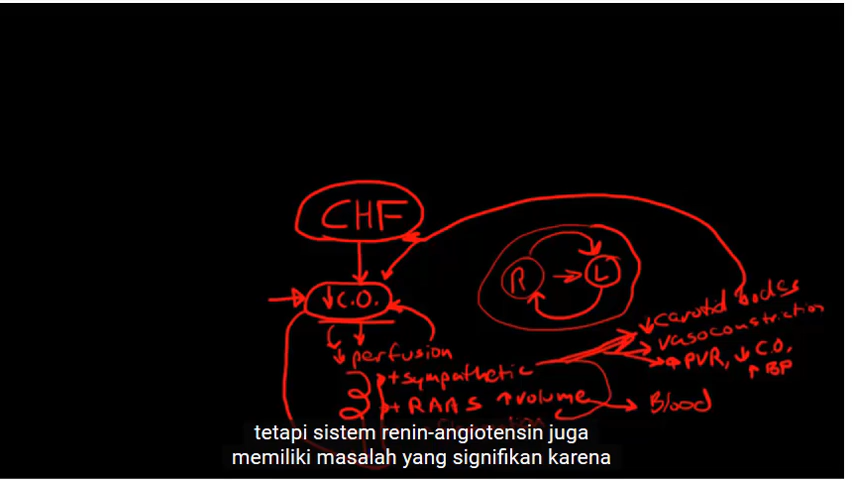 CHF
R → L
↓ C.O.
↓ carotid bodies
vasoconstriction
↑ PVR, ↓ C.O.
↑ BP
↓ perfusion
+ sympathetic
+ RAAS ↑ volume
Blood
tetapi sistem renin-angiotensin juga
memiliki masalah yang signifikan karena